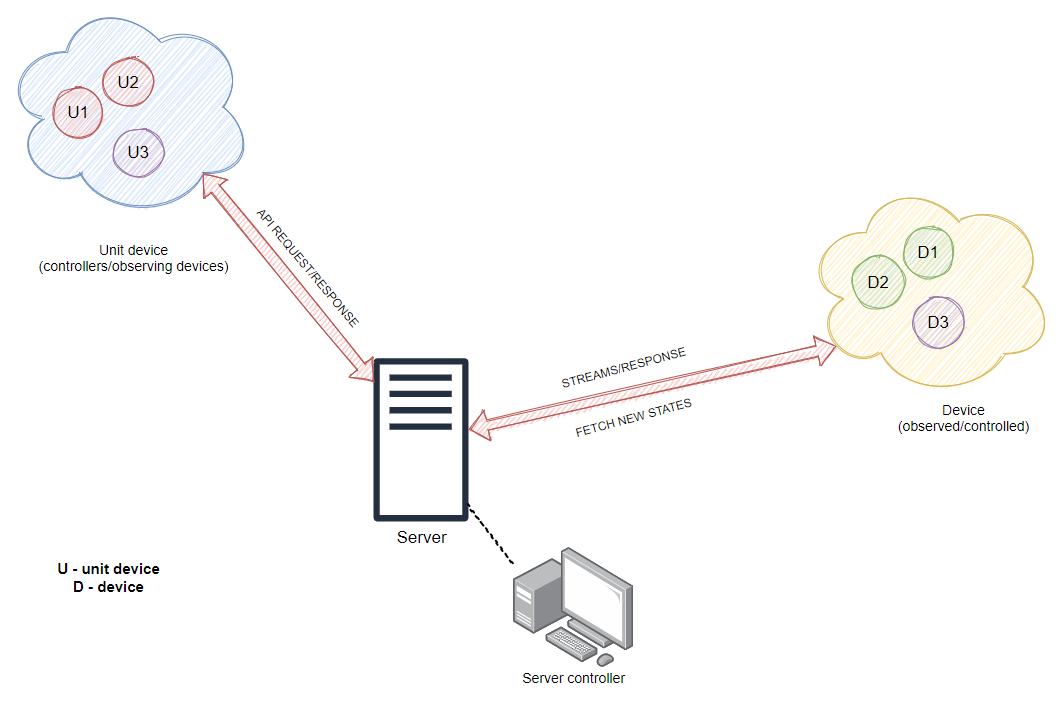 U2
U1
U3
Unit device
(controllers/observing devices)
API REQUEST/RESPONSE
D1
D2
D3
Device
(observed/controlled)
STREAMS/RESPONSE
FETCH NEW STATES
Server
U - unit device
D - device
Server controller